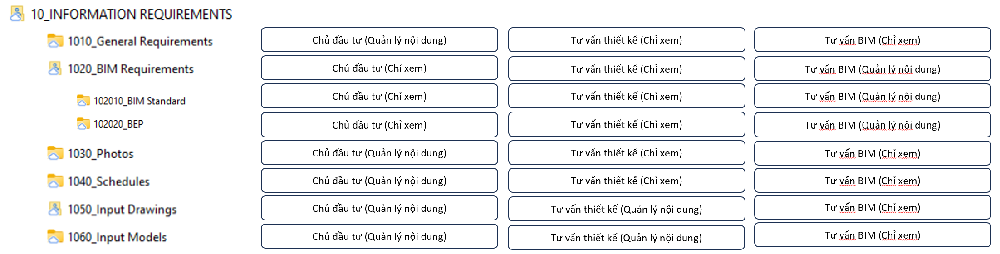 10_INFORMATION REQUIREMENTS
1010_General Requirements
Chủ đầu tư (Quản lý nội dung)
Tư vấn thiết kế (Chỉ xem)
Tư vấn BIM (Chỉ xem)
1020_BIM Requirements
Chủ đầu tư (Chỉ xem)
Tư vấn thiết kế (Chỉ xem)
Tư vấn BIM (Quản lý nội dung)
102010_BIM Standard
Chủ đầu tư (Chỉ xem)
Tư vấn thiết kế (Chỉ xem)
Tư vấn BIM (Quản lý nội dung)
102020_BEP
Chủ đầu tư (Chỉ xem)
Tư vấn thiết kế (Chỉ xem)
Tư vấn BIM (Quản lý nội dung)
1030_Photos
Chủ đầu tư (Quản lý nội dung)
Tư vấn thiết kế (Chỉ xem)
Tư vấn BIM (Chỉ xem)
1040_Schedules
Chủ đầu tư (Quản lý nội dung)
Tư vấn thiết kế (Chỉ xem)
Tư vấn BIM (Chỉ xem)
1050_Input Drawings
Chủ đầu tư (Quản lý nội dung)
Tư vấn thiết kế (Quản lý nội dung)
Tư vấn BIM (Chỉ xem)
1060_Input Models
Chủ đầu tư (Quản lý nội dung)
Tư vấn thiết kế (Quản lý nội dung)
Tư vấn BIM (Chỉ xem)